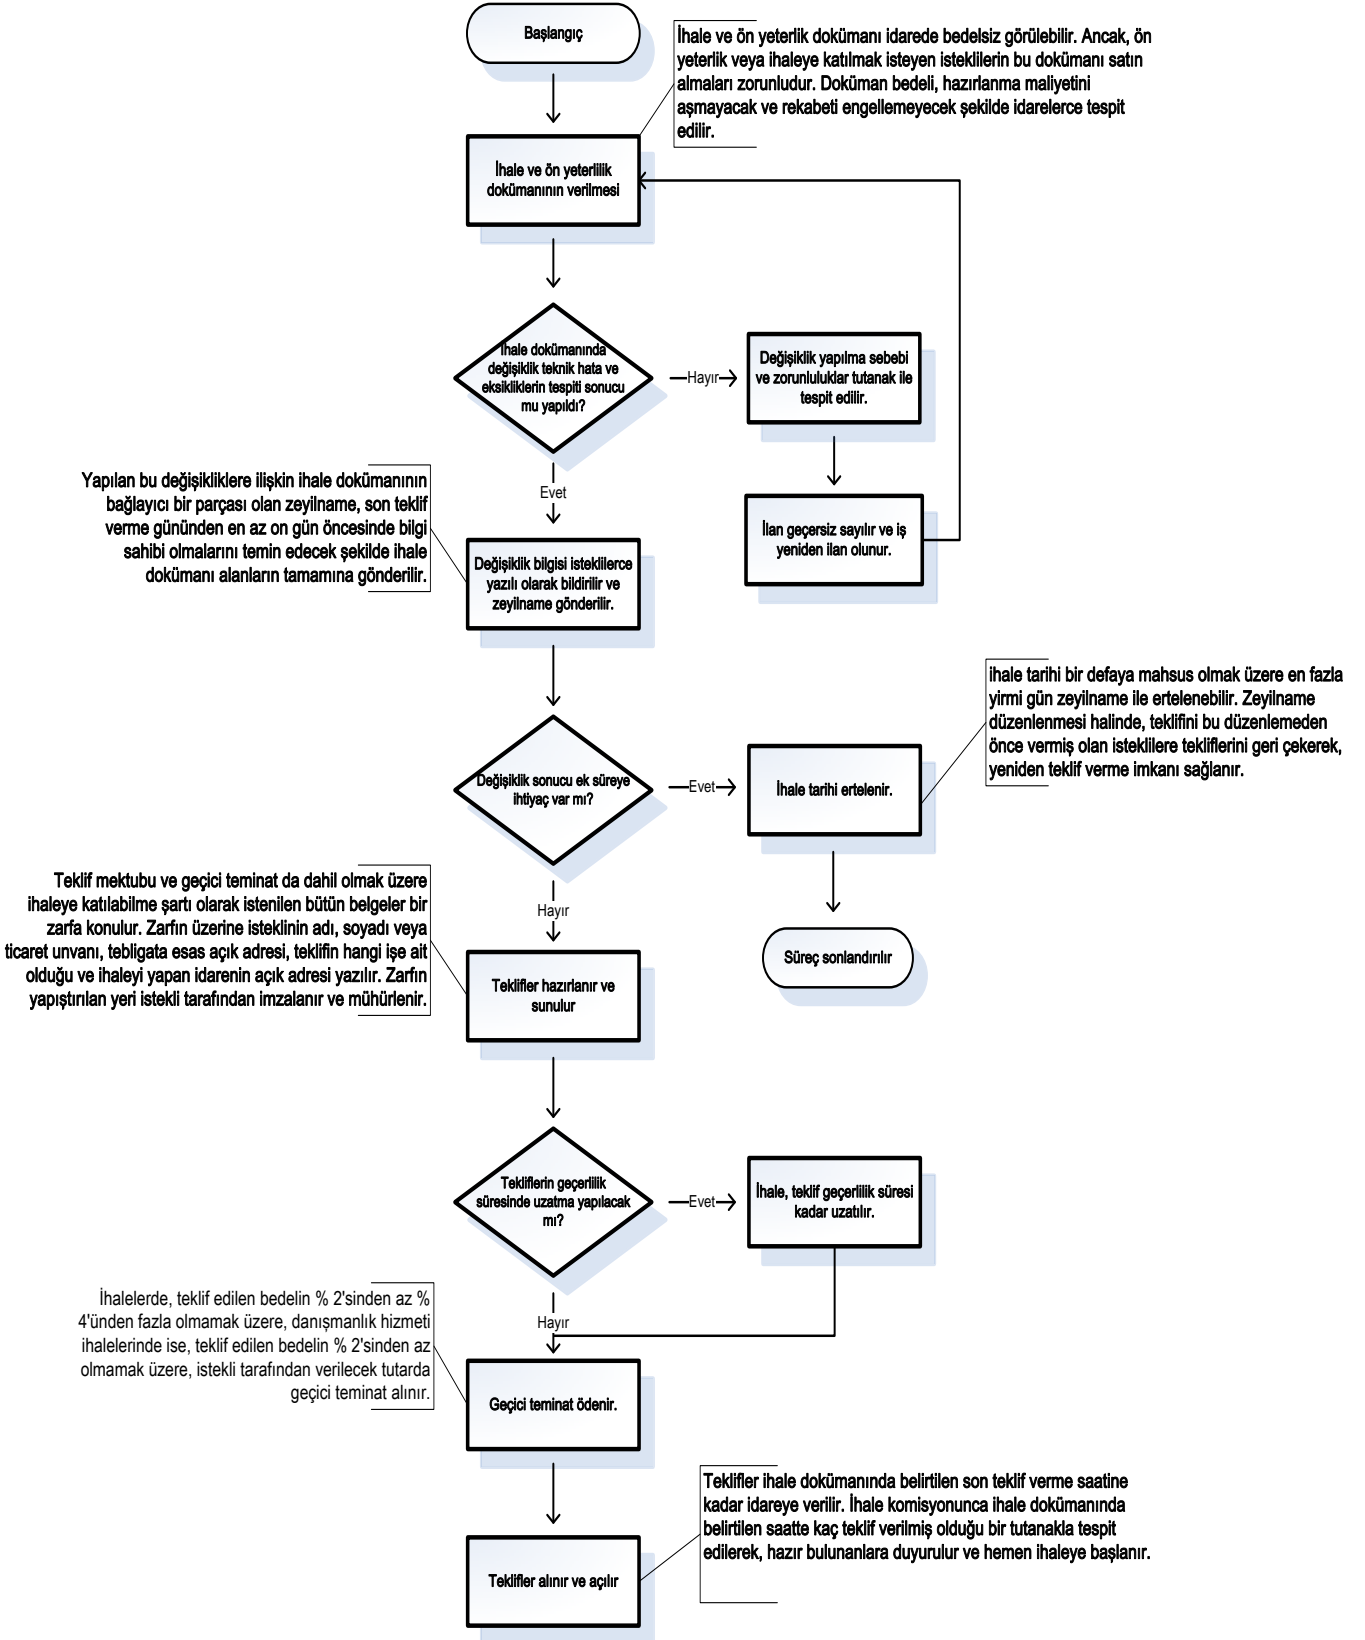 Başlangıç
İhale ve ön yeterlik dokümanı idarede bedelsiz görülebilir. Ancak, ön
yeterlik veya ihaleye katılmak isteyen isteklilerin bu dokümanı satın
almaları zorunludur. Doküman bedeli, hazırlanma maliyetini
aşmayacak ve rekabeti engellemeyecek şekilde idarelerce tespit
edilir.
İhale ve ön yeterlilik
dokümanının verilmesi
İhale dokümanında
değişiklik teknik hata ve
eksikliklerin tespiti sonucu
mu yapıldı?
Hayır
Değişiklik yapılma sebebi
ve zorunluluklar tutanak ile
tespit edilir.
Evet
Yapılan bu değişikliklere ilişkin ihale dokümanının
bağlayıcı bir parçası olan zeyilname, son teklif
verme gününden en az on gün öncesinde bilgi
sahibi olmalarını temin edecek şekilde ihale
dokümanı alanların tamamına gönderilir.
İlan geçersiz sayılır ve iş
yeniden ilan olunur.
Değişiklik bilgisi isteklilerce
yazılı olarak bildirilir ve
zeyilname gönderilir.
ihale tarihi bir defaya mahsus olmak üzere en fazla
yirmi gün zeyilname ile ertelenebilir. Zeyilname
düzenlenmesi halinde, teklifini bu düzenlemeden
önce vermiş olan isteklilere tekliflerini geri çekerek,
yeniden teklif verme imkanı sağlanır.
Değişiklik sonucu ek süreye
ihtiyaç var mı?
Evet
İhale tarihi ertelenir.
Hayır
Süreç sonlandırılır
Teklif mektubu ve geçici teminat da dahil olmak üzere
ihaleye katılabilme şartı olarak istenilen bütün belgeler bir
zarfa konulur. Zarfın üzerine isteklinin adı, soyadı veya
ticaret unvanı, tebligata esas açık adresi, teklifin hangi işe ait
olduğu ve ihaleyi yapan idarenin açık adresi yazılır. Zarfın
yapıştırılan yeri istekli tarafından imzalanır ve mühürlenir.
Teklifler hazırlanır ve
sunulur
Tekliflerin geçerlilik
süresinde uzatma yapılacak
mı?
Evet
İhale, teklif geçerlilik süresi
kadar uzatılır.
Hayır
İhalelerde, teklif edilen bedelin % 2'sinden az %
4'ünden fazla olmamak üzere, danışmanlık hizmeti
ihalelerinde ise, teklif edilen bedelin % 2'sinden az
olmamak üzere, istekli tarafından verilecek tutarda
geçici teminat alınır.
Geçici teminat ödenir.
Teklifler ihale dokümanında belirtilen son teklif verme saatine
kadar idareye verilir. İhale komisyonunca ihale dokümanında
belirtilen saatte kaç teklif verilmiş olduğu bir tutanakla tespit
edilerek, hazır bulunanlara duyurulur ve hemen ihaleye başlanır.
Teklifler alınır ve açılır